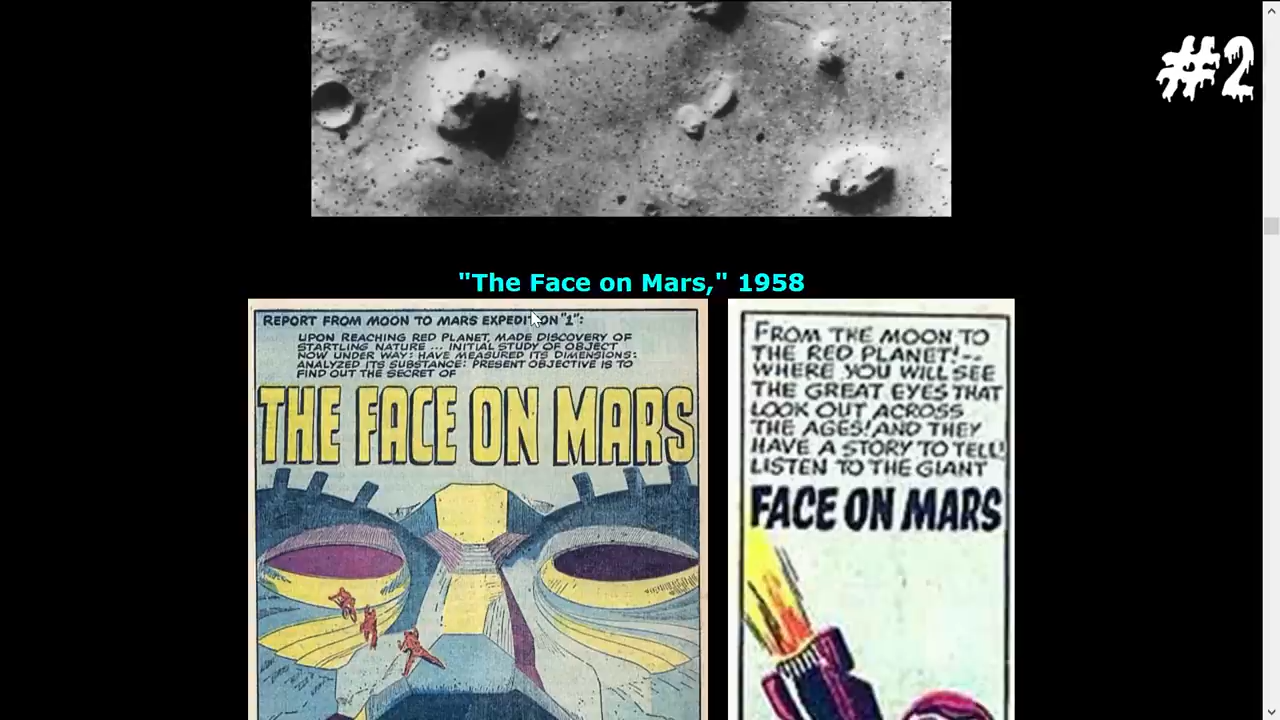 #2
"The Face on Mars," 1958
REPORT FROM MOON TO MARS EXPEDITION "1":
UPON REACHING RED PLANET, MADE DISCOVERY OF
STARTLING NATURE ... INITIAL STUDY OF OBJECT
NOW UNDER WAY: HAVE MEASURED ITS DIMENSIONS:
ANALYZED ITS SUBSTANCE: PRESENT OBJECTIVE IS TO
FIND OUT THE SECRET OF
THE FACE ON MARS
FROM THE MOON TO
THE RED PLANET!--
WHERE YOU WILL SEE
THE GREAT EYES THAT
LOOK OUT ACROSS
THE AGES! AND THEY
HAVE A STORY TO TELL!
LISTEN TO THE GIANT
FACE ON MARS